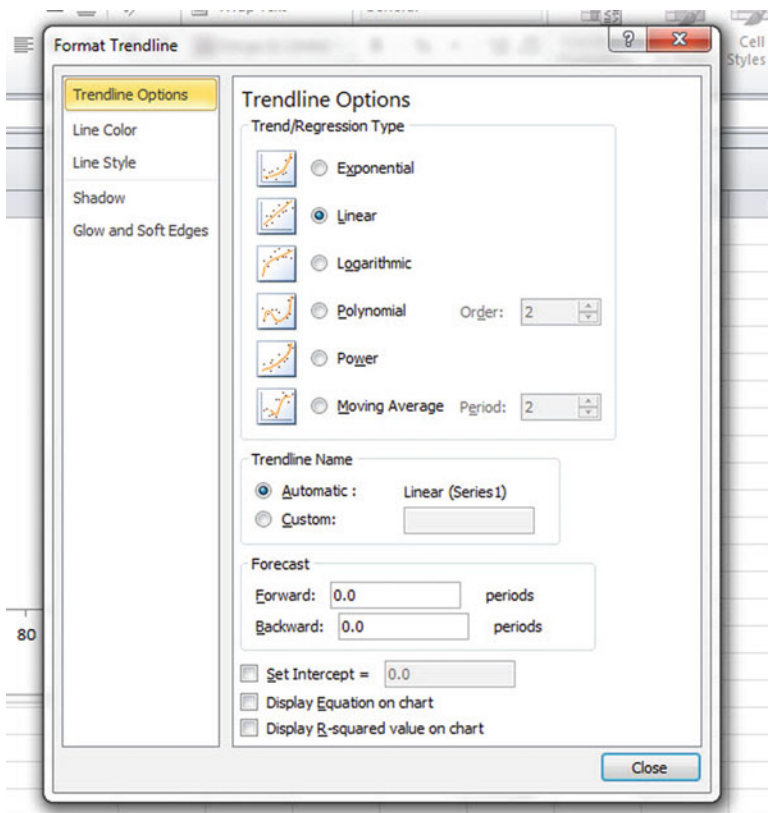 Format Trendline
Cell
Styles
Trendline Options
Line Color
Line Style
Shadow
Glow and Soft Edges
Trendline Options
Trend/Regression Type
Exponential
Linear
Logarithmic
Polynomial Order: 2
Power
Moving Average Period: 2
Trendline Name
Automatic : Linear (Series1)
Custom:
Forecast
Forward: 0.0 periods
Backward: 0.0 periods
80
Set Intercept = 0.0
Display Equation on chart
Display R-squared value on chart
Close